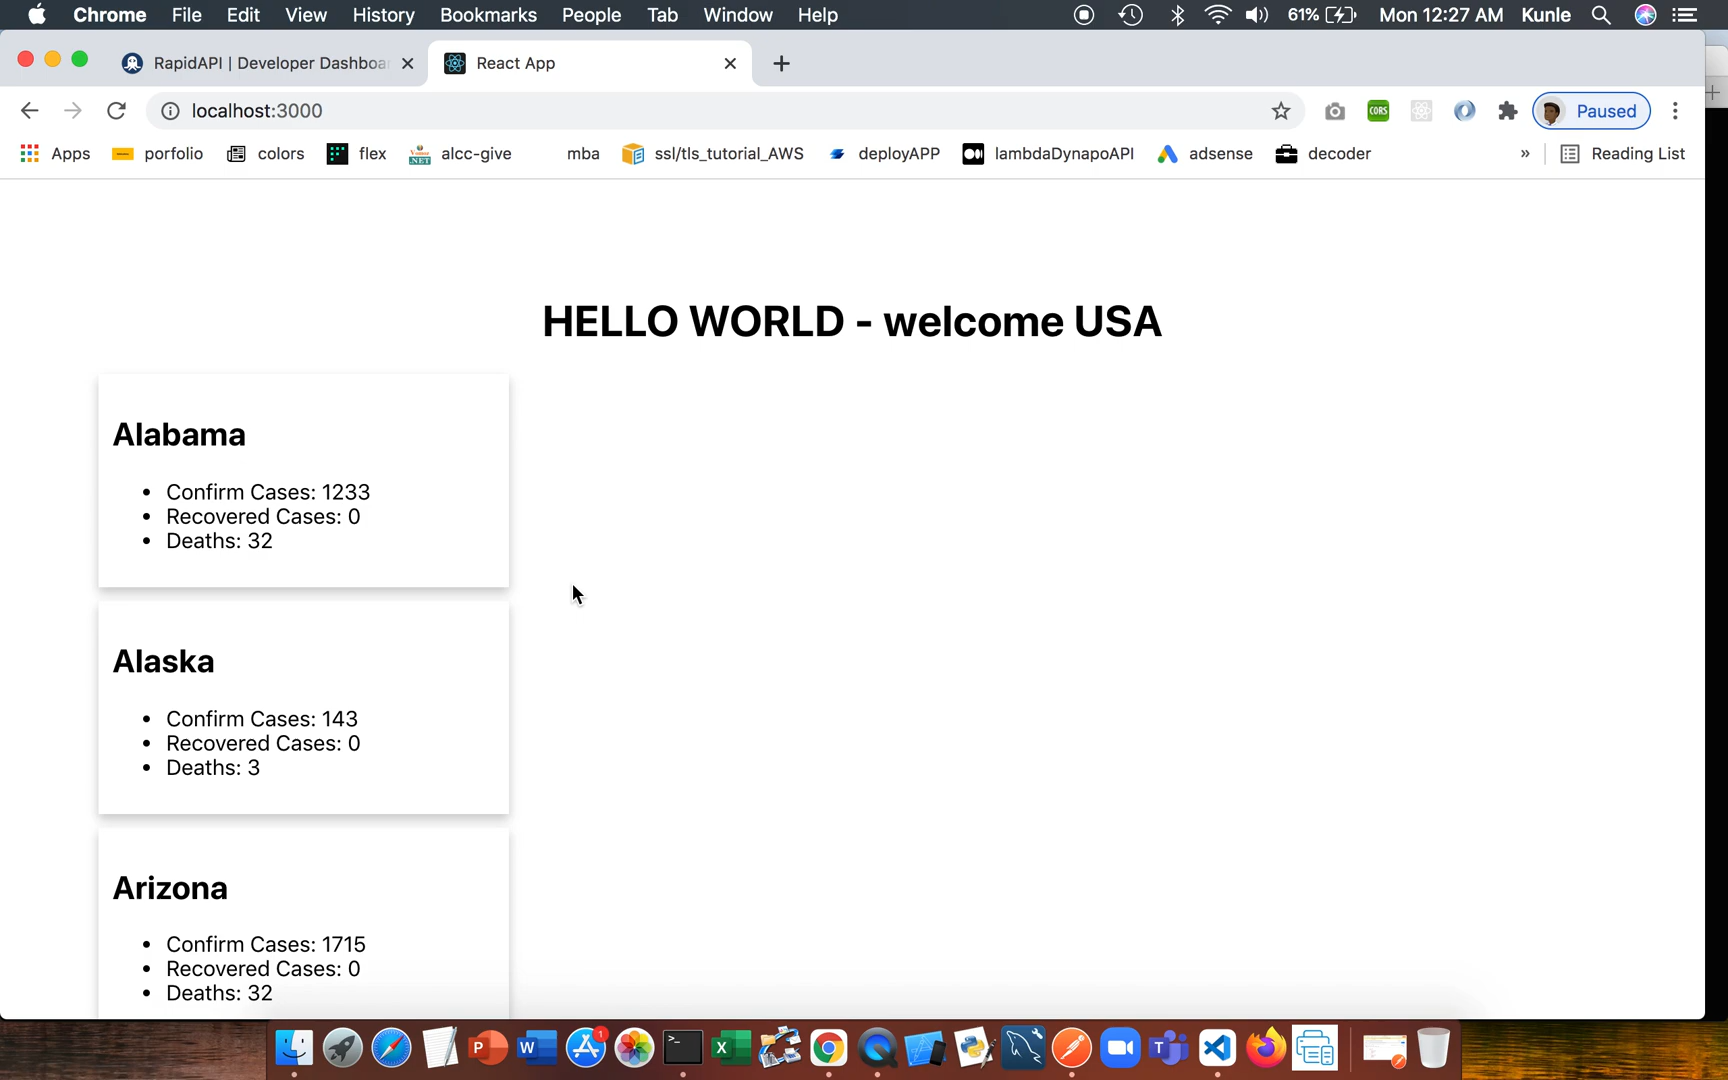 Chrome File Edit View History Bookmarks People Tab Window Help 61% Mon 12:27 AM Kunle
RapidAPI | Developer Dashboa React App
localhost:3000 CORS Paused
Apps porfolio colors flex .NET alcc-give mba ssl/tls_tutorial_AWS deployAPP lambdaDynapoAPI adsense decoder » Reading List
HELLO WORLD - welcome USA
Alabama
• Confirm Cases: 1233
• Recovered Cases: 0
• Deaths: 32
Alaska
• Confirm Cases: 143
• Recovered Cases: 0
• Deaths: 3
Arizona
• Confirm Cases: 1715
• Recovered Cases: 0
• Deaths: 32
P W 1 >_ X T